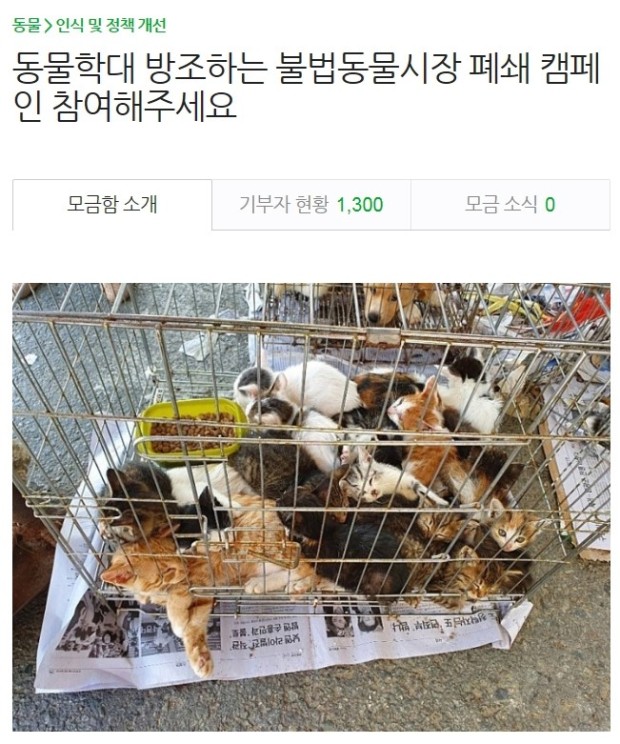 동물 > 인식 및 정책 개선
동물학대 방조하는 불법동물시장 폐쇄 캠페
인 참여해주세요
모금함 소개
기부자 현황 1,300
모금 소식 0